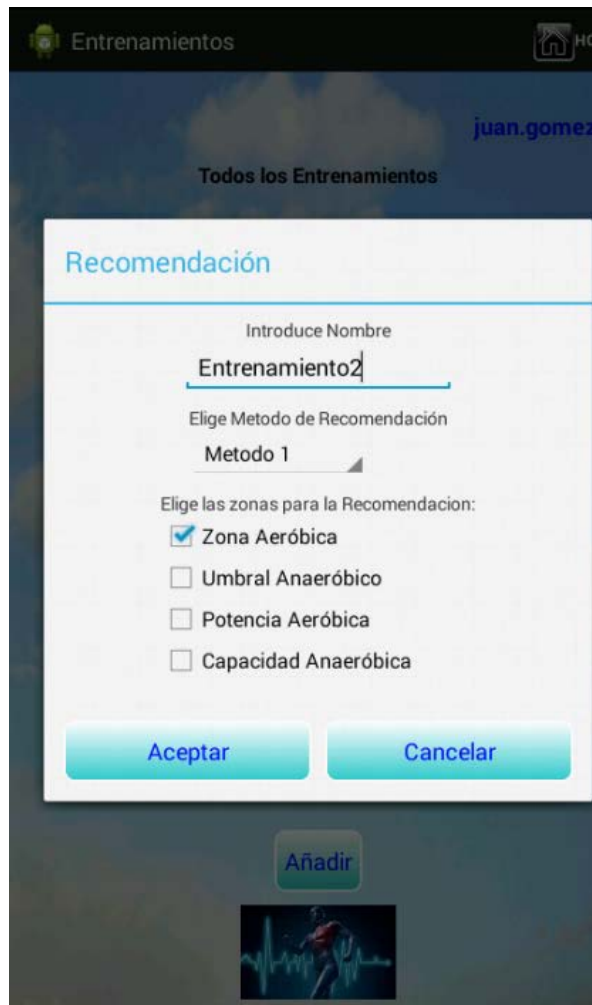 Entrenamientos
HO
juan.gomez
Todos los Entrenamientos
Recomendación
Introduce Nombre
Entrenamiento2
Elige Metodo de Recomendación
Metodo 1
Elige las zonas para la Recomendacion:
Zona Aeróbica
Umbral Anaeróbico
Potencia Aeróbica
Capacidad Anaeróbica
Aceptar
Cancelar
Añadir